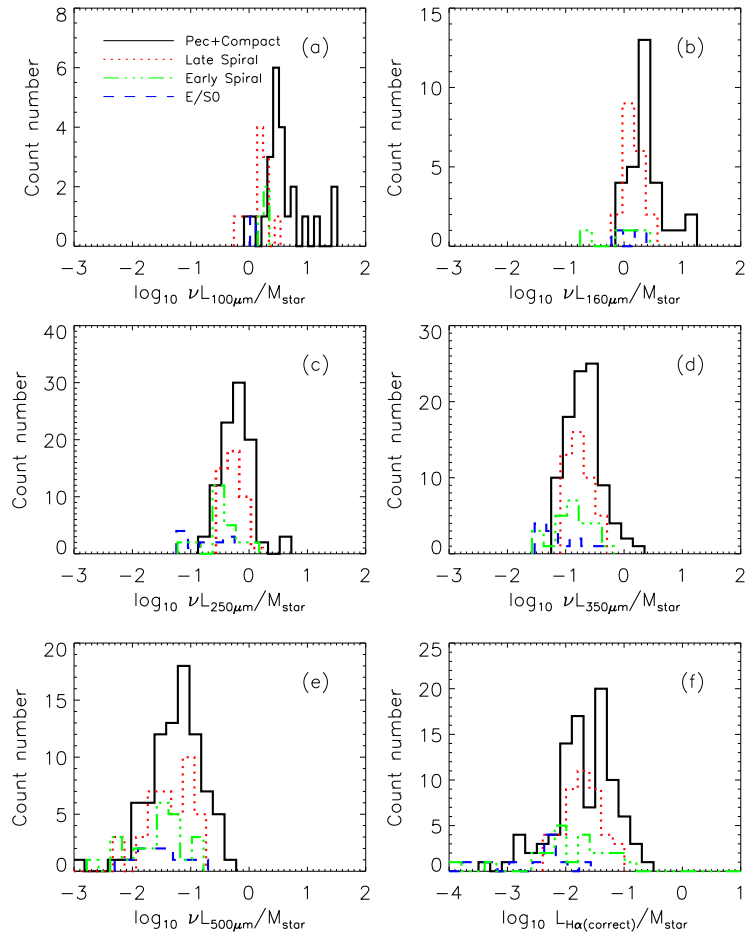 8
6
4
2
0
Count number
Pec+Compact
Late Spiral
Early Spiral
E/S0
(a)
−3 −2 −1 0 1 2
log₁₀ νL₁₀₀μm/Mstar
15
10
5
0
Count number
(b)
−3 −2 −1 0 1 2
log₁₀ νL₁₆₀μm/Mstar
40
30
20
10
0
Count number
(c)
−3 −2 −1 0 1 2
log₁₀ νL₂₅₀μm/Mstar
30
20
10
0
Count number
(d)
−3 −2 −1 0 1 2
log₁₀ νL₃₅₀μm/Mstar
20
15
10
5
0
Count number
(e)
−3 −2 −1 0 1 2
log₁₀ νL₅₀₀μm/Mstar
25
20
15
10
5
0
Count number
(f)
−4 −3 −2 −1 0 1
log₁₀ LHα(correct)/Mstar